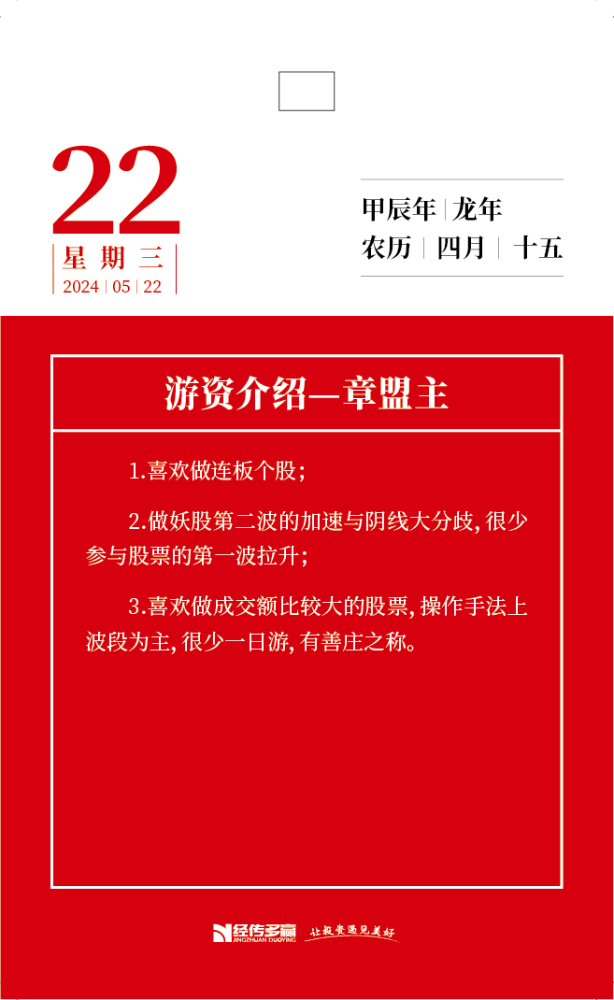 22
星期三
2024 | 05 | 22
甲辰年 | 龙年
农历 | 四月 | 十五
游资介绍—章盟主
1.喜欢做连板个股；
2.做妖股第二波的加速与阴线大分歧，很少
参与股票的第一波拉升；
3.喜欢做成交额比较大的股票，操作手法上
波段为主，很少一日游，有善庄之称。
经传多赢
JINGZHUAN DUOYING
让投资遇见美好